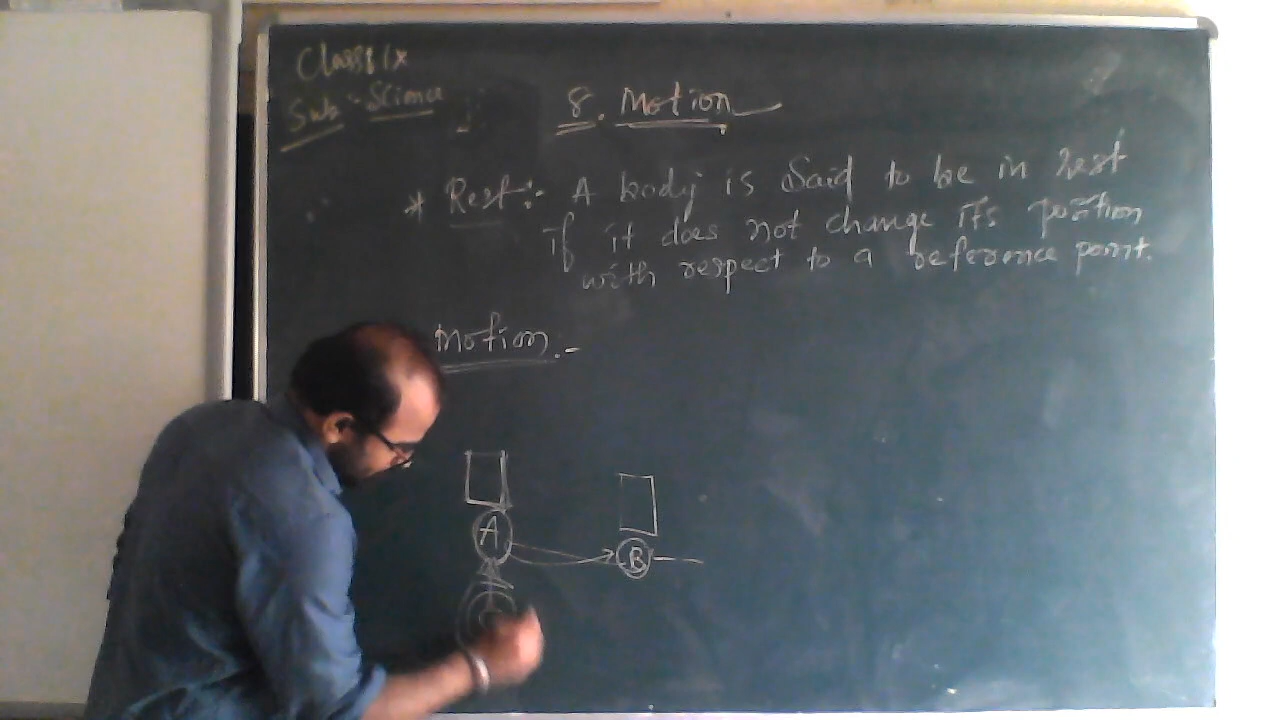 Class IX
Sub :- Science
8. Motion
* Rest :- A body is Said to be in rest
if it does not change its position
with respect to a reference point.
Motion :-
A
B